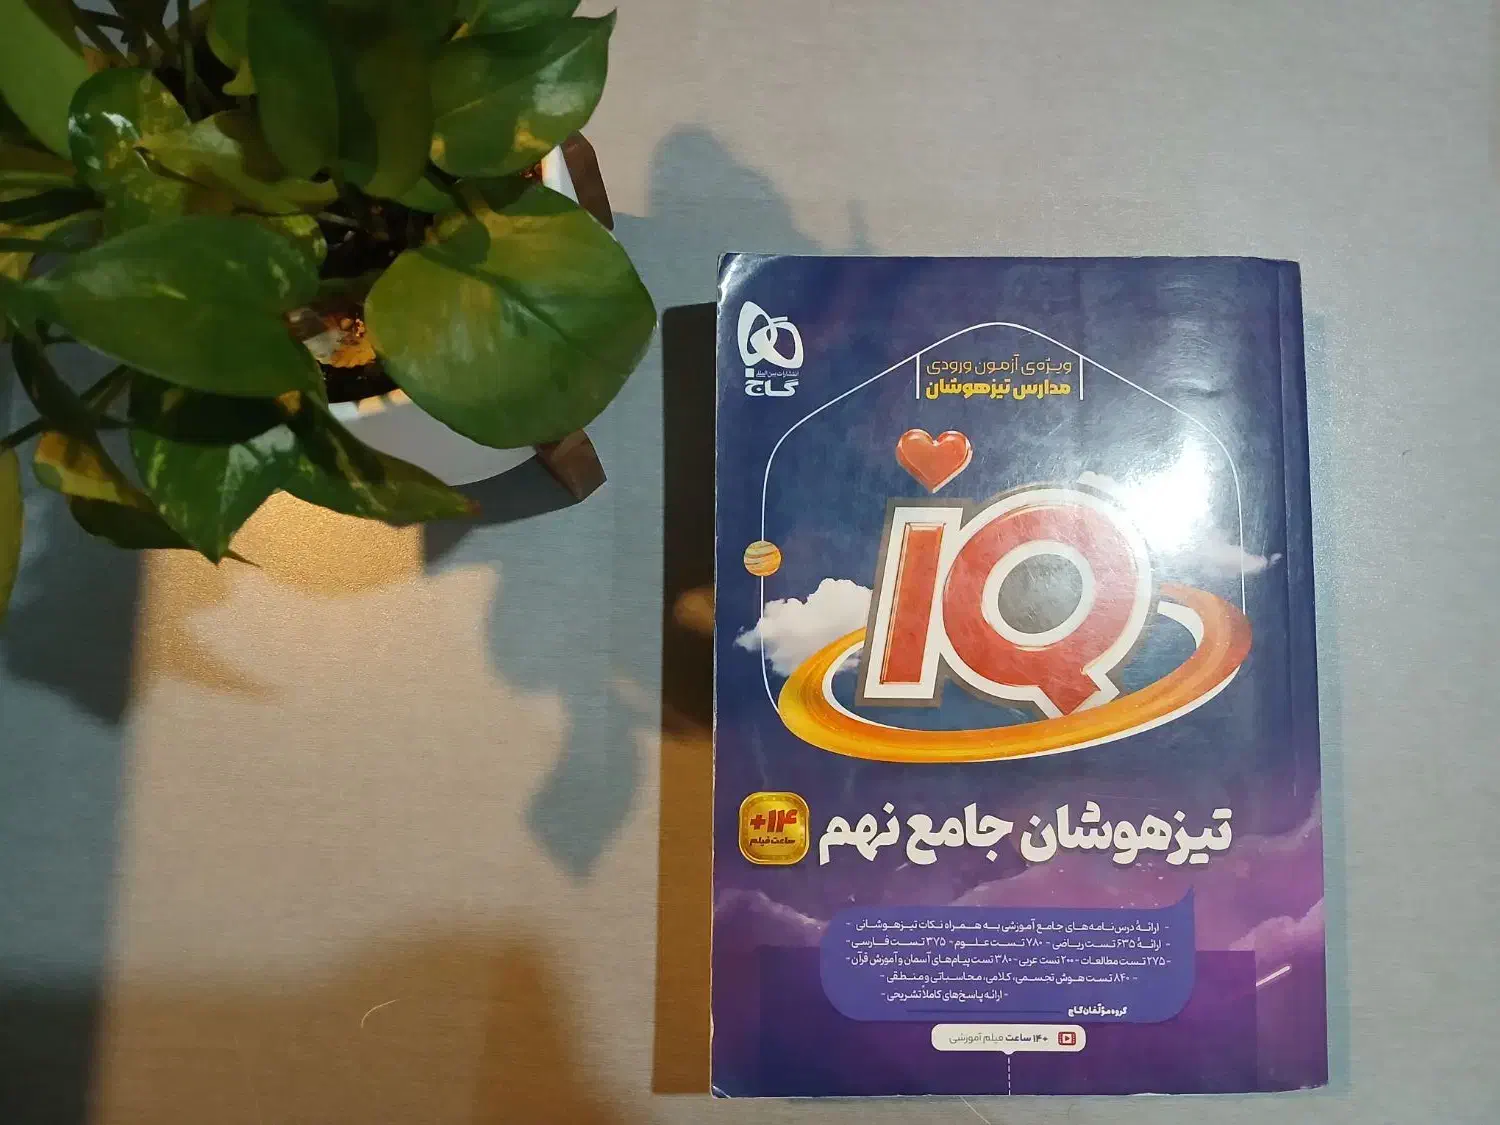 انتشارات بین‌المللی
گاج
ویژه‌ی آزمون ورودی
مدارس تیزهوشان
IQ
تیزهوشان جامع نهم
+۱۴
ساعت فیلم
- ارائهٔ درس‌نامه‌های جامع آموزشی به همراه نکات تیزهوشانی -
- ارائهٔ ۶۳۵ تست ریاضی - ۷۸۰ تست علوم - ۳۷۵ تست فارسی -
- ۲۷۵ تست مطالعات - ۲۰۰ تست عربی - ۳۸۰ تست پیام‌های آسمان و آموزش قرآن
- ۸۴۰ تست هوش تجسمی، کلامی، محاسباتی و منطقی -
- ارائه پاسخ‌های کاملاً تشریحی -
گروه مؤلفان گاج
+۱۴ ساعت فیلم آموزشی